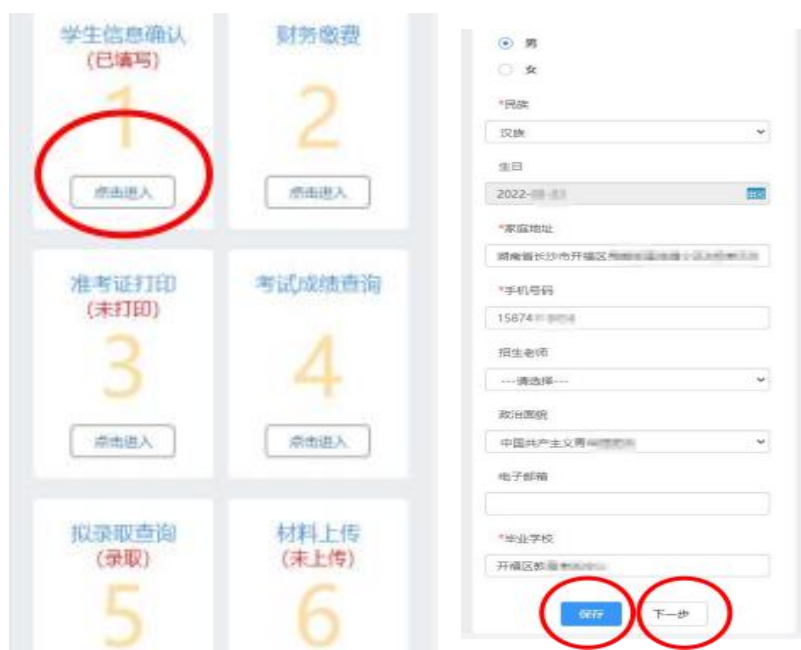 学生信息确认
(已填写)
1
点击进入
财务缴费
2
点击进入
准考证打印
(未打印)
3
点击进入
考试成绩查询
4
点击进入
拟录取查询
(录取)
5
材料上传
(未上传)
6
男
女
*民族
汉族
生日
2022-
*家庭地址
湖南省长沙市开福区
*手机号码
15874
招生老师
---请选择---
政治面貌
中国共产主义青
电子邮箱
*毕业学校
开福区教
保存
下一步